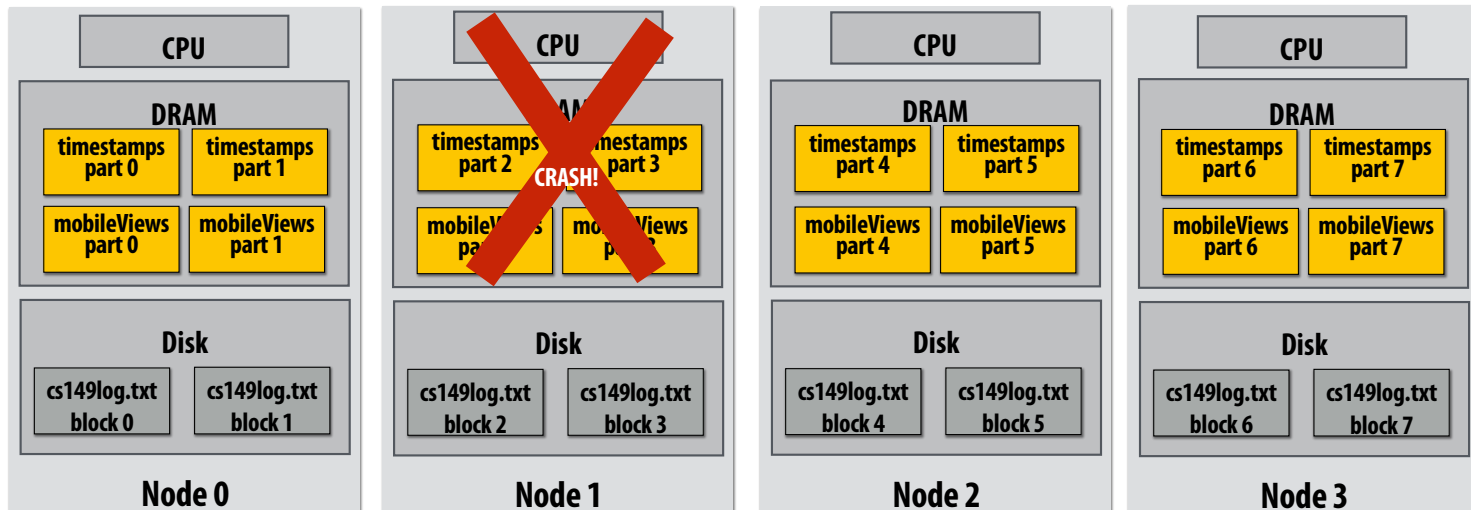 CPU
DRAM
timestamps
part 0
timestamps
part 1
mobileViews
part 0
mobileViews
part 1
Disk
cs149log.txt
block 0
cs149log.txt
block 1
Node 0
CPU
timestamps
part 2
part 3
CRASH!
Disk
cs149log.txt
block 2
cs149log.txt
block 3
Node 1
CPU
DRAM
timestamps
part 4
timestamps
part 5
mobileViews
part 4
mobileViews
part 5
Disk
cs149log.txt
block 4
cs149log.txt
block 5
Node 2
CPU
DRAM
timestamps
part 6
timestamps
part 7
mobileViews
part 6
mobileViews
part 7
Disk
cs149log.txt
block 6
cs149log.txt
block 7
Node 3